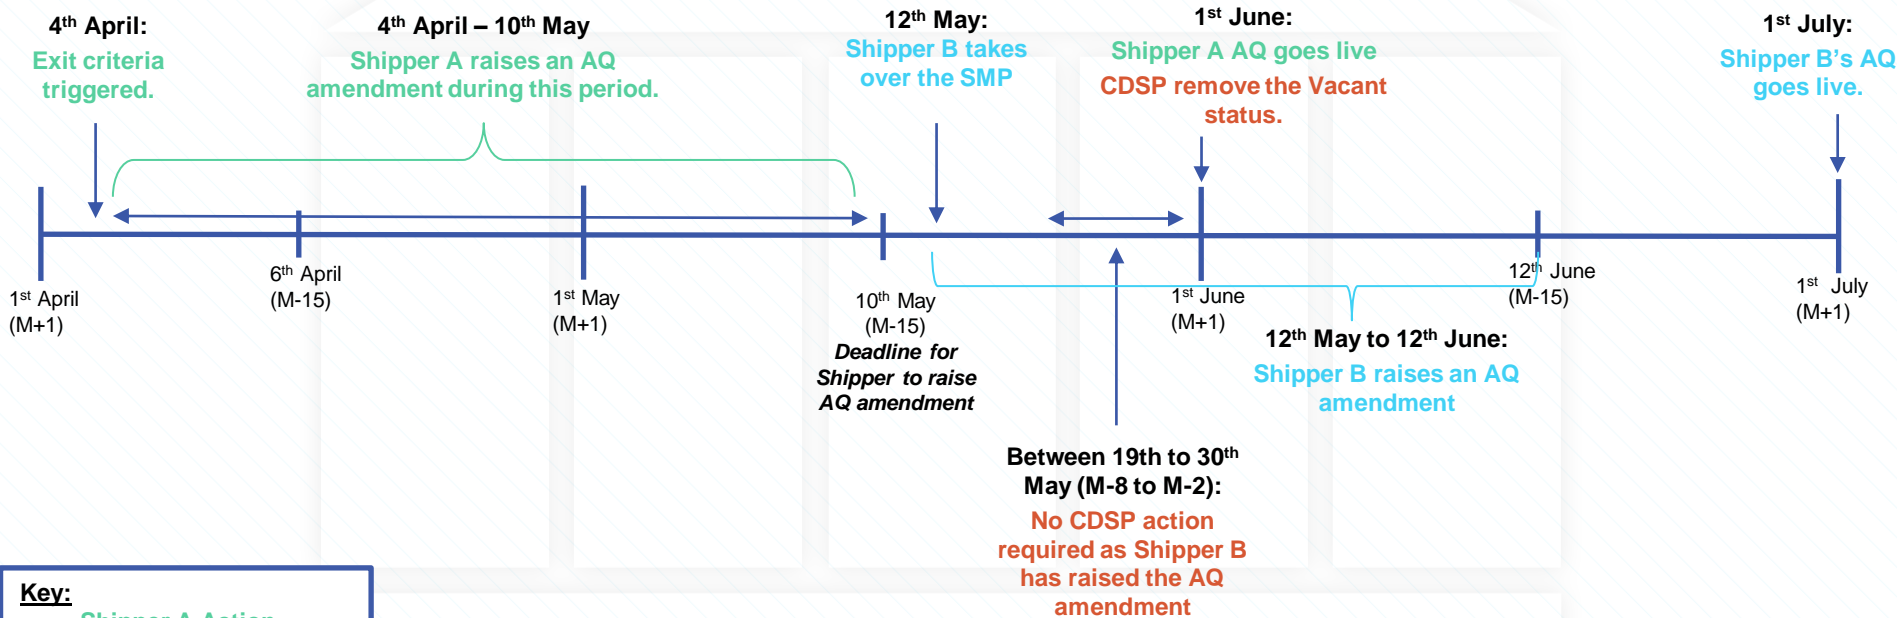 4th April:
Exit criteria
triggered.
4th April – 10th May
Shipper A raises an AQ
amendment during this period.
12th May:
Shipper B takes
over the SMP
1st June:
Shipper A AQ goes live
CDSP remove the Vacant
status.
1st July:
Shipper B's AQ
goes live.
1st April
(M+1)
6th April
(M-15)
1st May
(M+1)
10th May
(M-15)
Deadline for
Shipper to raise
AQ amendment
1st June
(M+1)
12th June
(M-15)
1st July
(M+1)
12th May to 12th June:
Shipper B raises an AQ
amendment
Between 19th to 30th
May (M-8 to M-2):
No CDSP action
required as Shipper B
has raised the AQ
amendment
Key:
Shipper A Action